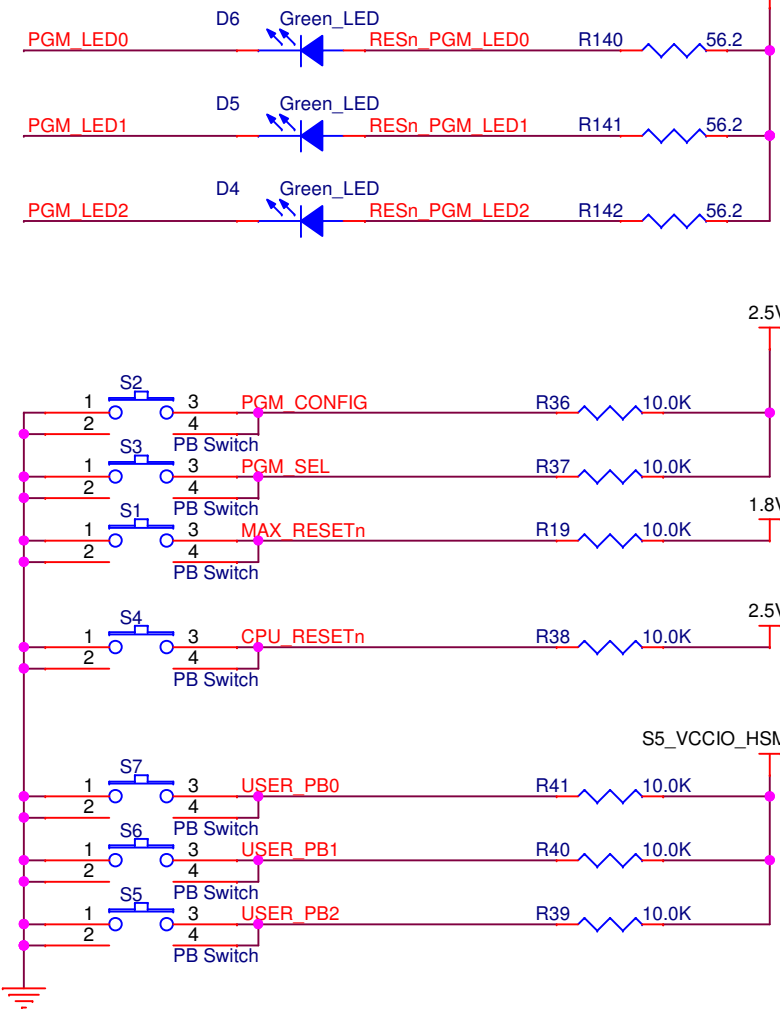 D6 Green_LED
PGM_LED0 RESn_PGM_LED0 R140 56.2
D5 Green_LED
PGM_LED1 RESn_PGM_LED1 R141 56.2
D4 Green_LED
PGM_LED2 RESn_PGM_LED2 R142 56.2
2.5V
S2
1 3 PGM_CONFIG R36 10.0K
2 4
PB Switch
S3
1 3 PGM_SEL R37 10.0K
2 4
PB Switch
1.8V
S1
1 3 MAX_RESETn R19 10.0K
2 4
PB Switch
2.5V
S4
1 3 CPU_RESETn R38 10.0K
2 4
PB Switch
S5_VCCIO_HSM
S7
1 3 USER_PB0 R41 10.0K
2 4
PB Switch
S6
1 3 USER_PB1 R40 10.0K
2 4
PB Switch
S5
1 3 USER_PB2 R39 10.0K
2 4
PB Switch